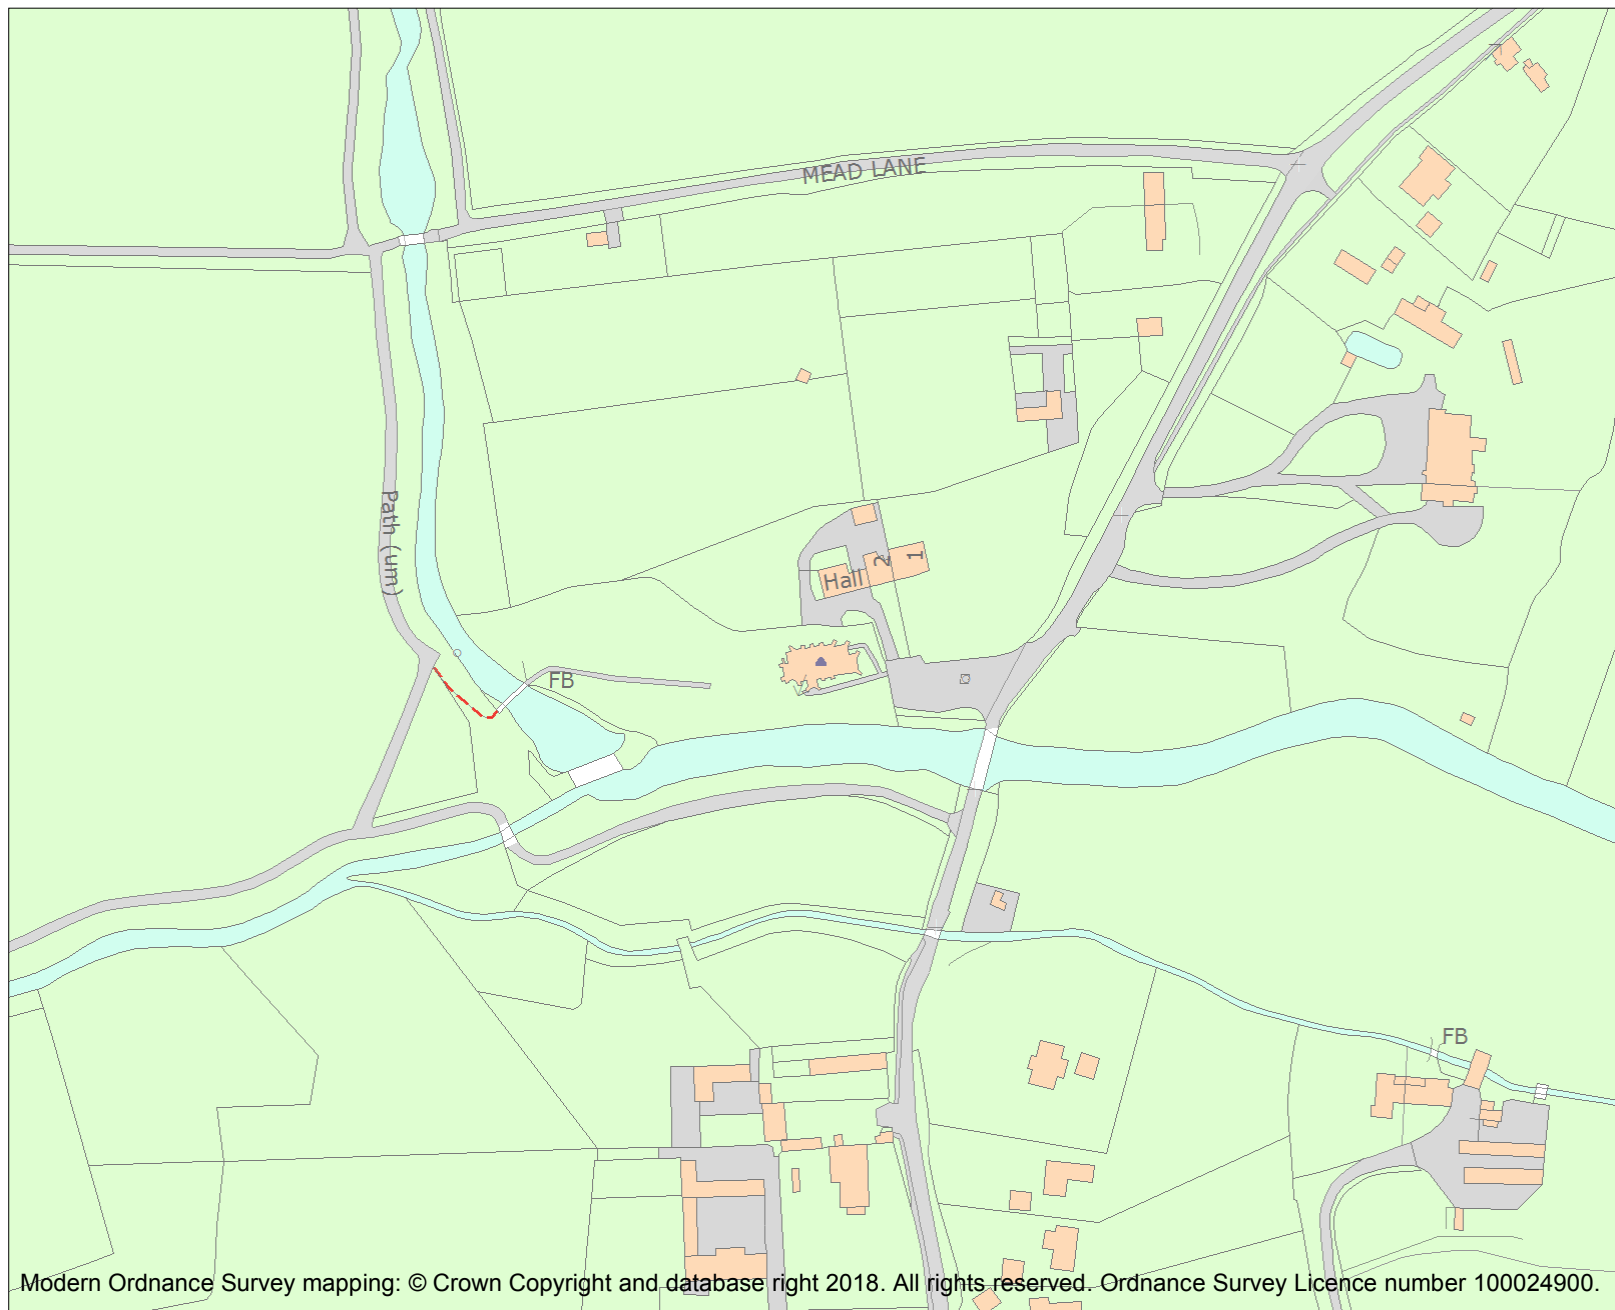 MEAD LANE
Path (um)
2
1
Hall
FB
FB
Modern Ordnance Survey mapping: © Crown Copyright and database right 2018. All rights reserved. Ordnance Survey Licence number 100024900.